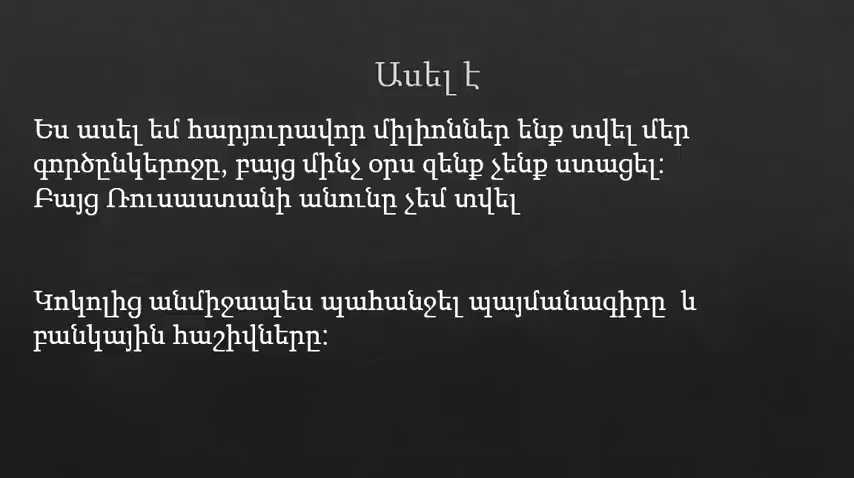 Ասել է
Ես ասել եմ հարյուրավոր միլիոններ ենք տվել մեր
գործընկերոջը, բայց մինչ օրս զենք չենք ստացել:
Բայց Ռուսաստանի անունը չեմ տվել
Կոկոլից անմիջապես պահանջել պայմանագիրը և
բանկային հաշիվները: